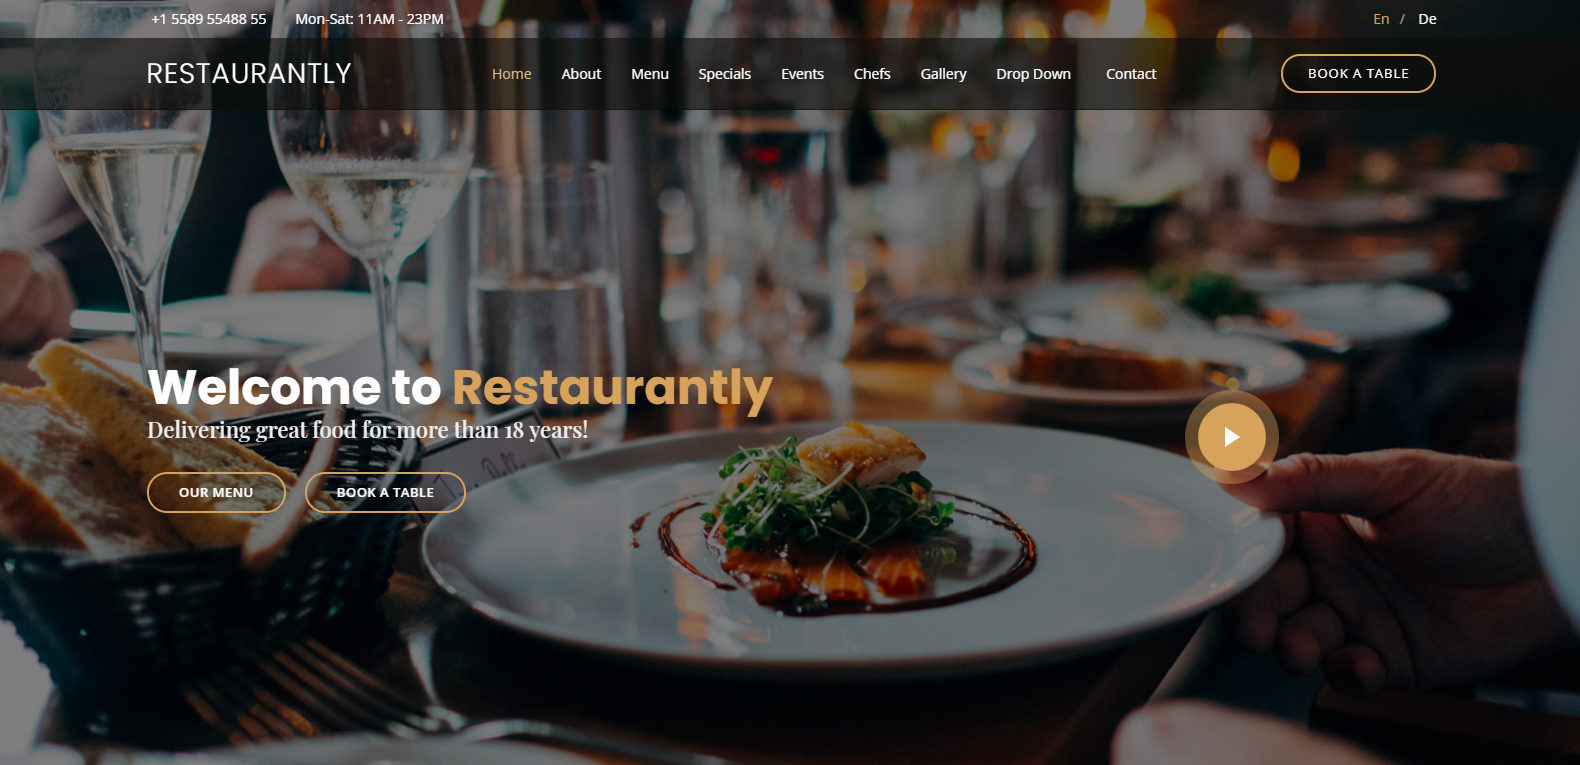 +1 5589 55488 55 Mon-Sat: 11AM - 23PM En / De
RESTAURANTLY Home About Menu Specials Events Chefs Gallery Drop Down Contact BOOK A TABLE
Welcome to Restaurantly
Delivering great food for more than 18 years!
OUR MENU BOOK A TABLE